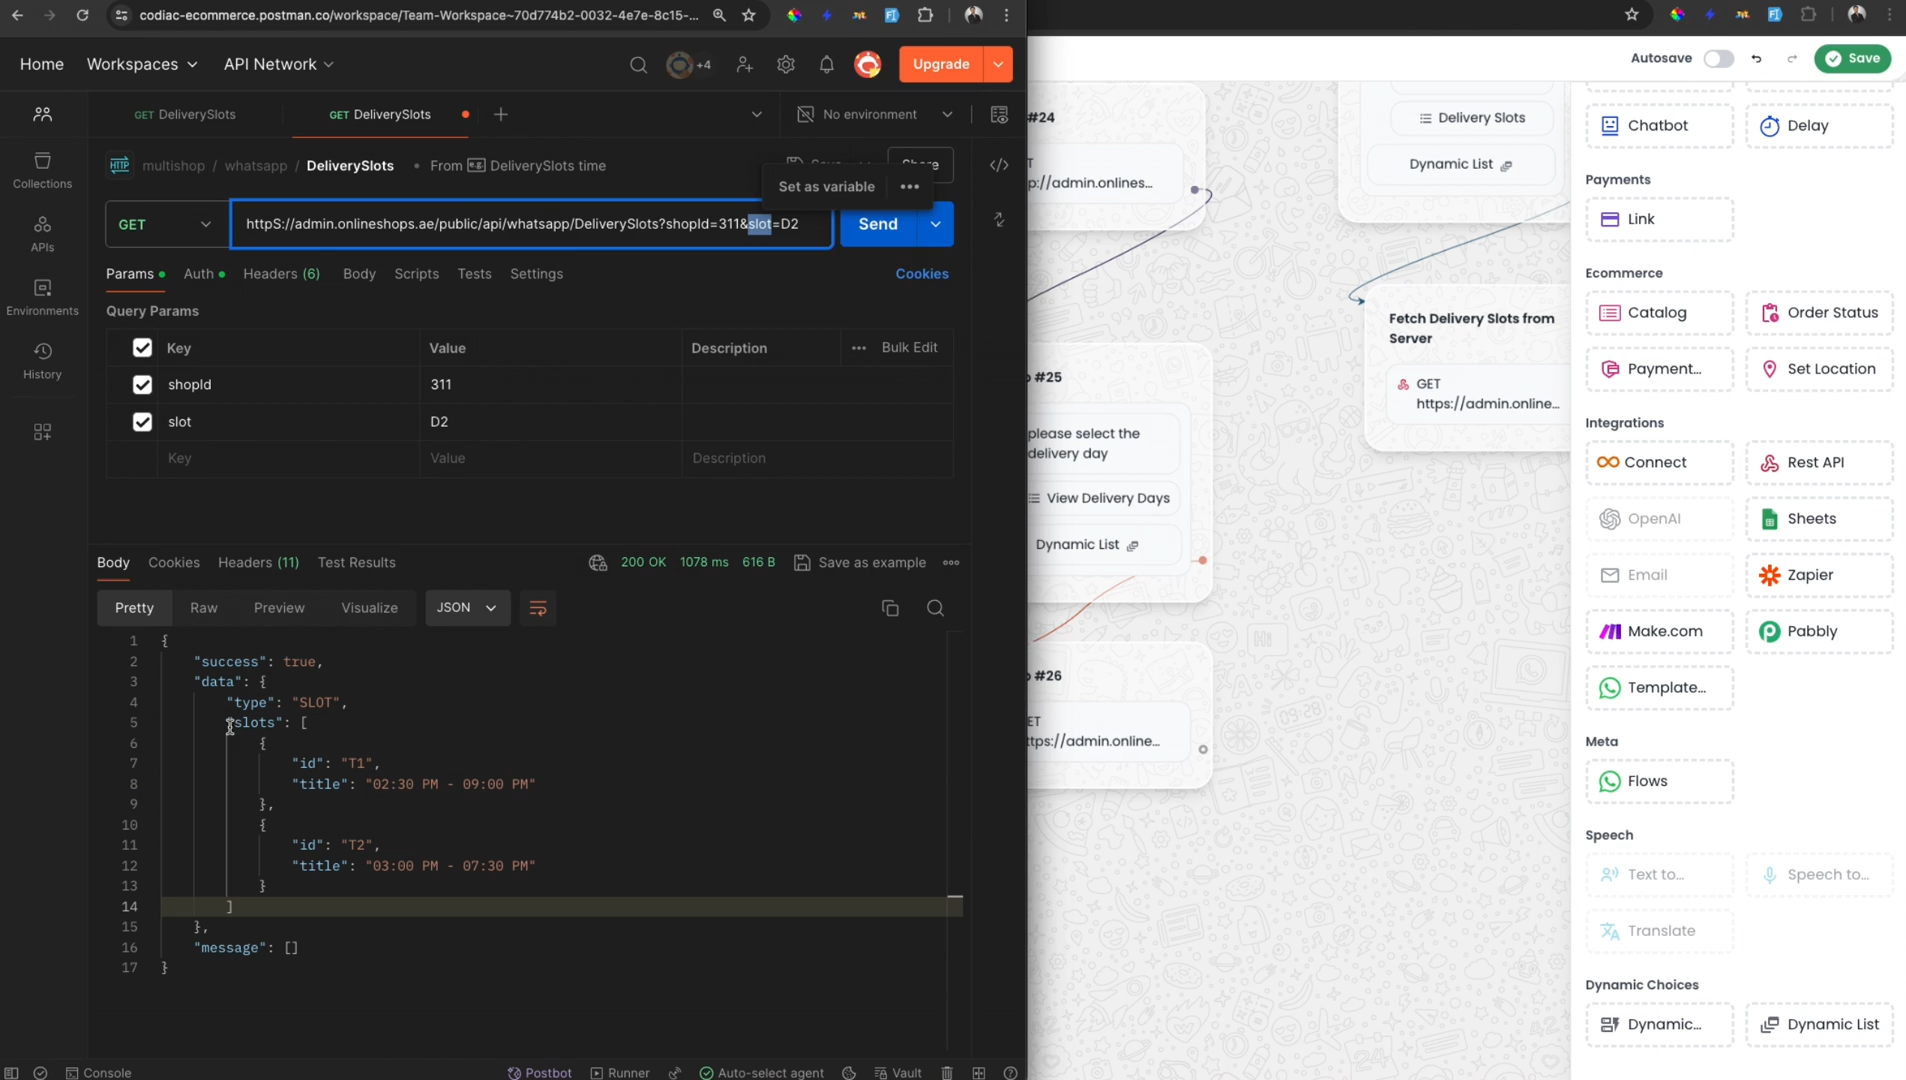 codiac-ecommerce.postman.co/workspace/Team-Workspace~70d774b2-0032-4e7e-8c15-...
Home
Workspaces
API Network
+4
Upgrade
GET DeliverySlots
GET DeliverySlots
No environment
multishop / whatsapp / DeliverySlots
From DeliverySlots time
Save
Share
Set as variable
GET
httpS://admin.onlineshops.ae/public/api/whatsapp/DeliverySlots?shopId=311&slot=D2
Send
Params
Auth
Headers (6)
Body
Scripts
Tests
Settings
Cookies
Query Params
Key
Value
Description
Bulk Edit
shopId
311
slot
D2
Key
Value
Description
Collections
APIs
Environments
History
Body
Cookies
Headers (11)
Test Results
200 OK
1078 ms
616 B
Save as example
Pretty
Raw
Preview
Visualize
JSON
1 {
2 "success": true,
3 "data": {
4 "type": "SLOT",
5 "slots": [
6 {
7 "id": "T1",
8 "title": "02:30 PM - 09:00 PM"
9 },
10 {
11 "id": "T2",
12 "title": "03:00 PM - 07:30 PM"
13 }
14 ]
15 },
16 "message": []
17 }
Console
Postbot
Runner
Auto-select agent
Vault
Autosave
Save
#24
p://admin.onlines...
Delivery Slots
Dynamic List
Fetch Delivery Slots from
Server
GET
https://admin.online...
#25
please select the
delivery day
View Delivery Days
Dynamic List
#26
ET
ttps://admin.online...
Chatbot
Delay
Payments
Link
Ecommerce
Catalog
Order Status
Payment...
Set Location
Integrations
Connect
Rest API
OpenAI
Sheets
Email
Zapier
Make.com
Pabbly
Template...
Meta
Flows
Speech
Text to...
Speech to...
Translate
Dynamic Choices
Dynamic...
Dynamic List